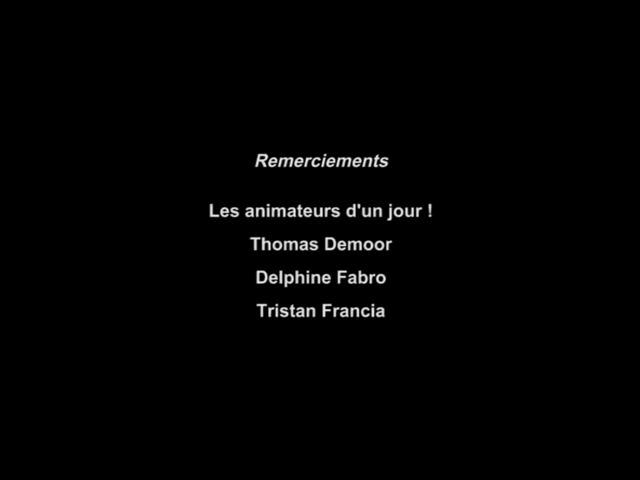 Remerciements
Les animateurs d'un jour !
Thomas Demoor
Delphine Fabro
Tristan Francia